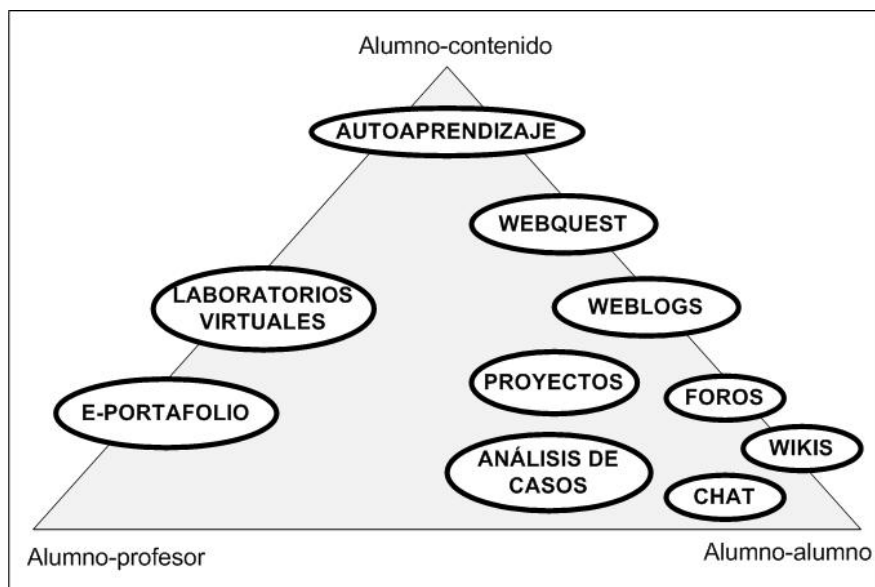 Alumno-contenido
AUTOAPRENDIZAJE
WEBQUEST
LABORATORIOS
VIRTUALES
WEBLOGS
PROYECTOS
FOROS
E-PORTAFOLIO
WIKIS
ANÁLISIS DE
CASOS
CHAT
Alumno-profesor
Alumno-alumno